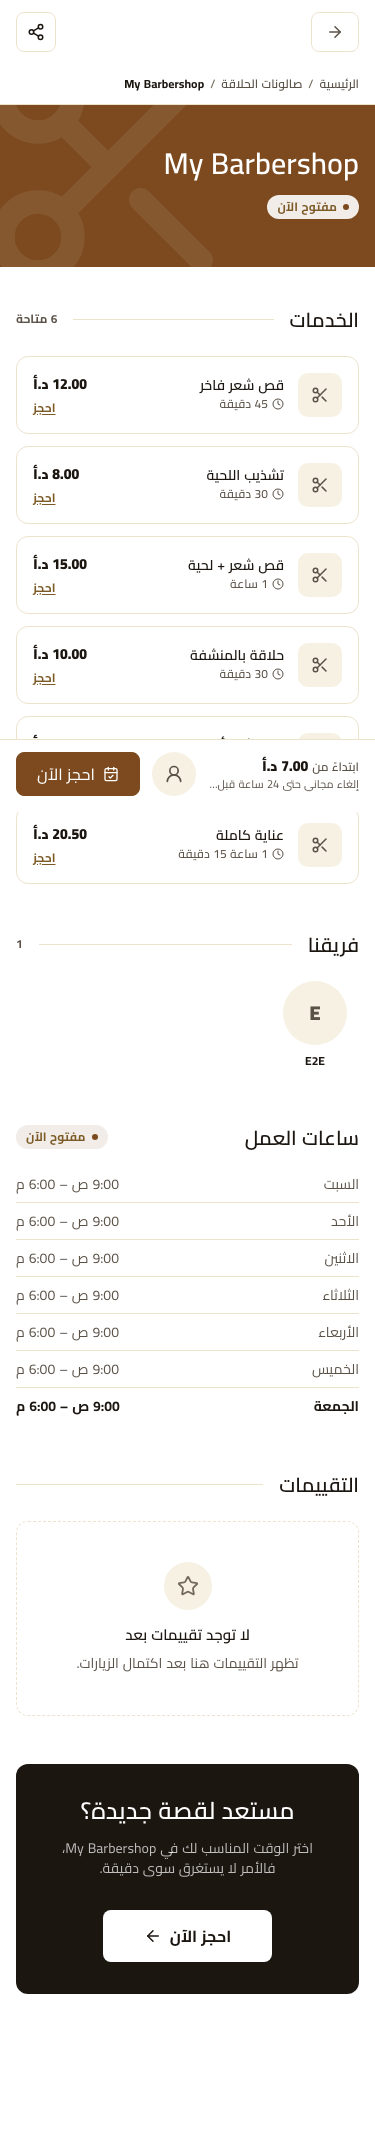 الرئيسية / صالونات الحلاقة / My Barbershop
My Barbershop
مفتوح الآن
الخدمات
6 متاحة
قص شعر فاخر
45 دقيقة
12.00 د.أ
احجز
تشذيب اللحية
30 دقيقة
8.00 د.أ
احجز
قص شعر + لحية
1 ساعة
15.00 د.أ
احجز
حلاقة بالمنشفة
30 دقيقة
10.00 د.أ
احجز
ابتداءً من 7.00 د.أ
إلغاء مجاني حتى 24 ساعة قبل...
احجز الآن
عناية كاملة
1 ساعة 15 دقيقة
20.50 د.أ
احجز
فريقنا
1
E
E2E
ساعات العمل
مفتوح الآن
السبت 9:00 ص – 6:00 م
الأحد 9:00 ص – 6:00 م
الاثنين 9:00 ص – 6:00 م
الثلاثاء 9:00 ص – 6:00 م
الأربعاء 9:00 ص – 6:00 م
الخميس 9:00 ص – 6:00 م
الجمعة 9:00 ص – 6:00 م
التقييمات
لا توجد تقييمات بعد
تظهر التقييمات هنا بعد اكتمال الزيارات.
مستعد لقصة جديدة؟
اختر الوقت المناسب لك في My Barbershop،
فالأمر لا يستغرق سوى دقيقة.
احجز الآن